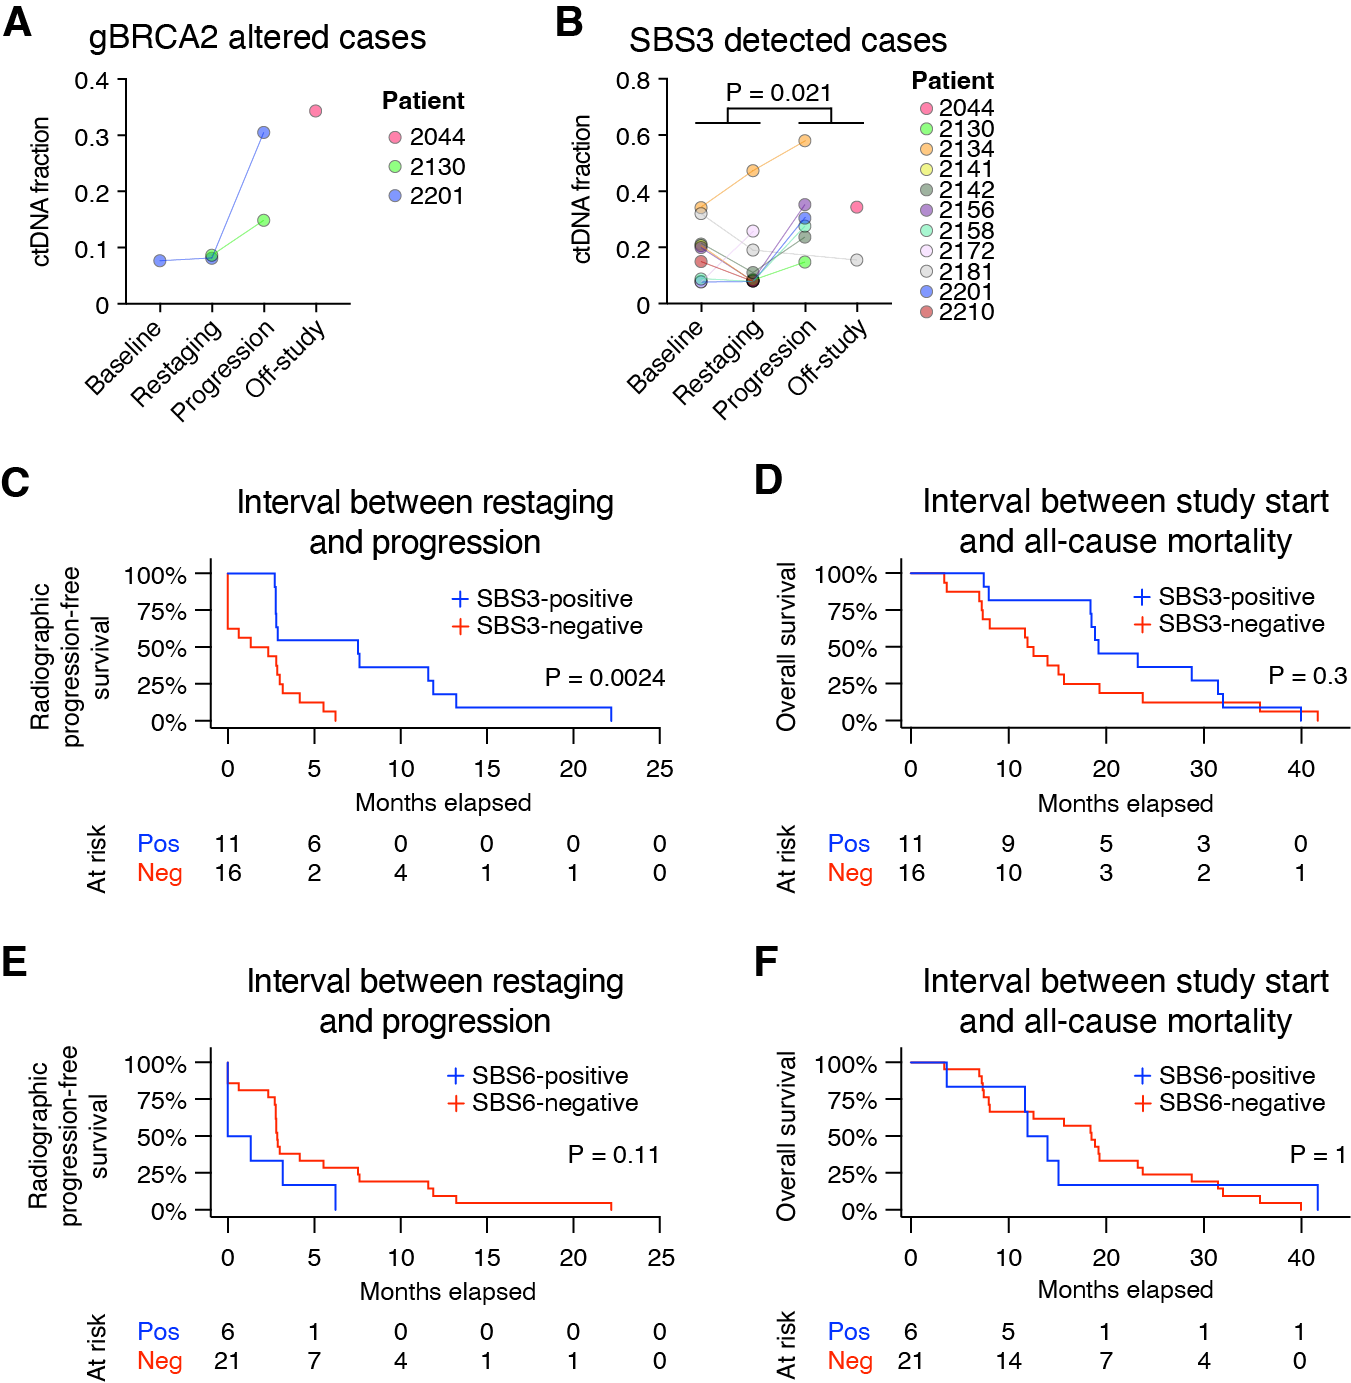 A
gBRCA2 altered cases
0.4
0.3
0.2
0.1
0
ctDNA fraction
Baseline
Restaging
Progression
Off-study
Patient
2044
2130
2201
B
SBS3 detected cases
0.8
0.6
0.4
0.2
0
ctDNA fraction
P = 0.021
Baseline
Restaging
Progression
Off-study
Patient
2044
2130
2134
2141
2142
2156
2158
2172
2181
2201
2210
C
Interval between restaging
and progression
Radiographic
progression-free
survival
100%
75%
50%
25%
0%
SBS3-positive
SBS3-negative
P = 0.0024
0 5 10 15 20 25
Months elapsed
At risk
Pos 11 6 0 0 0 0
Neg 16 2 4 1 1 0
D
Interval between study start
and all-cause mortality
Overall survival
100%
75%
50%
25%
0%
SBS3-positive
SBS3-negative
P = 0.3
0 10 20 30 40
Months elapsed
At risk
Pos 11 9 5 3 0
Neg 16 10 3 2 1
E
Interval between restaging
and progression
Radiographic
progression-free
survival
100%
75%
50%
25%
0%
SBS6-positive
SBS6-negative
P = 0.11
0 5 10 15 20 25
Months elapsed
At risk
Pos 6 1 0 0 0 0
Neg 21 7 4 1 1 0
F
Interval between study start
and all-cause mortality
Overall survival
100%
75%
50%
25%
0%
SBS6-positive
SBS6-negative
P = 1
0 10 20 30 40
Months elapsed
At risk
Pos 6 5 1 1 1
Neg 21 14 7 4 0